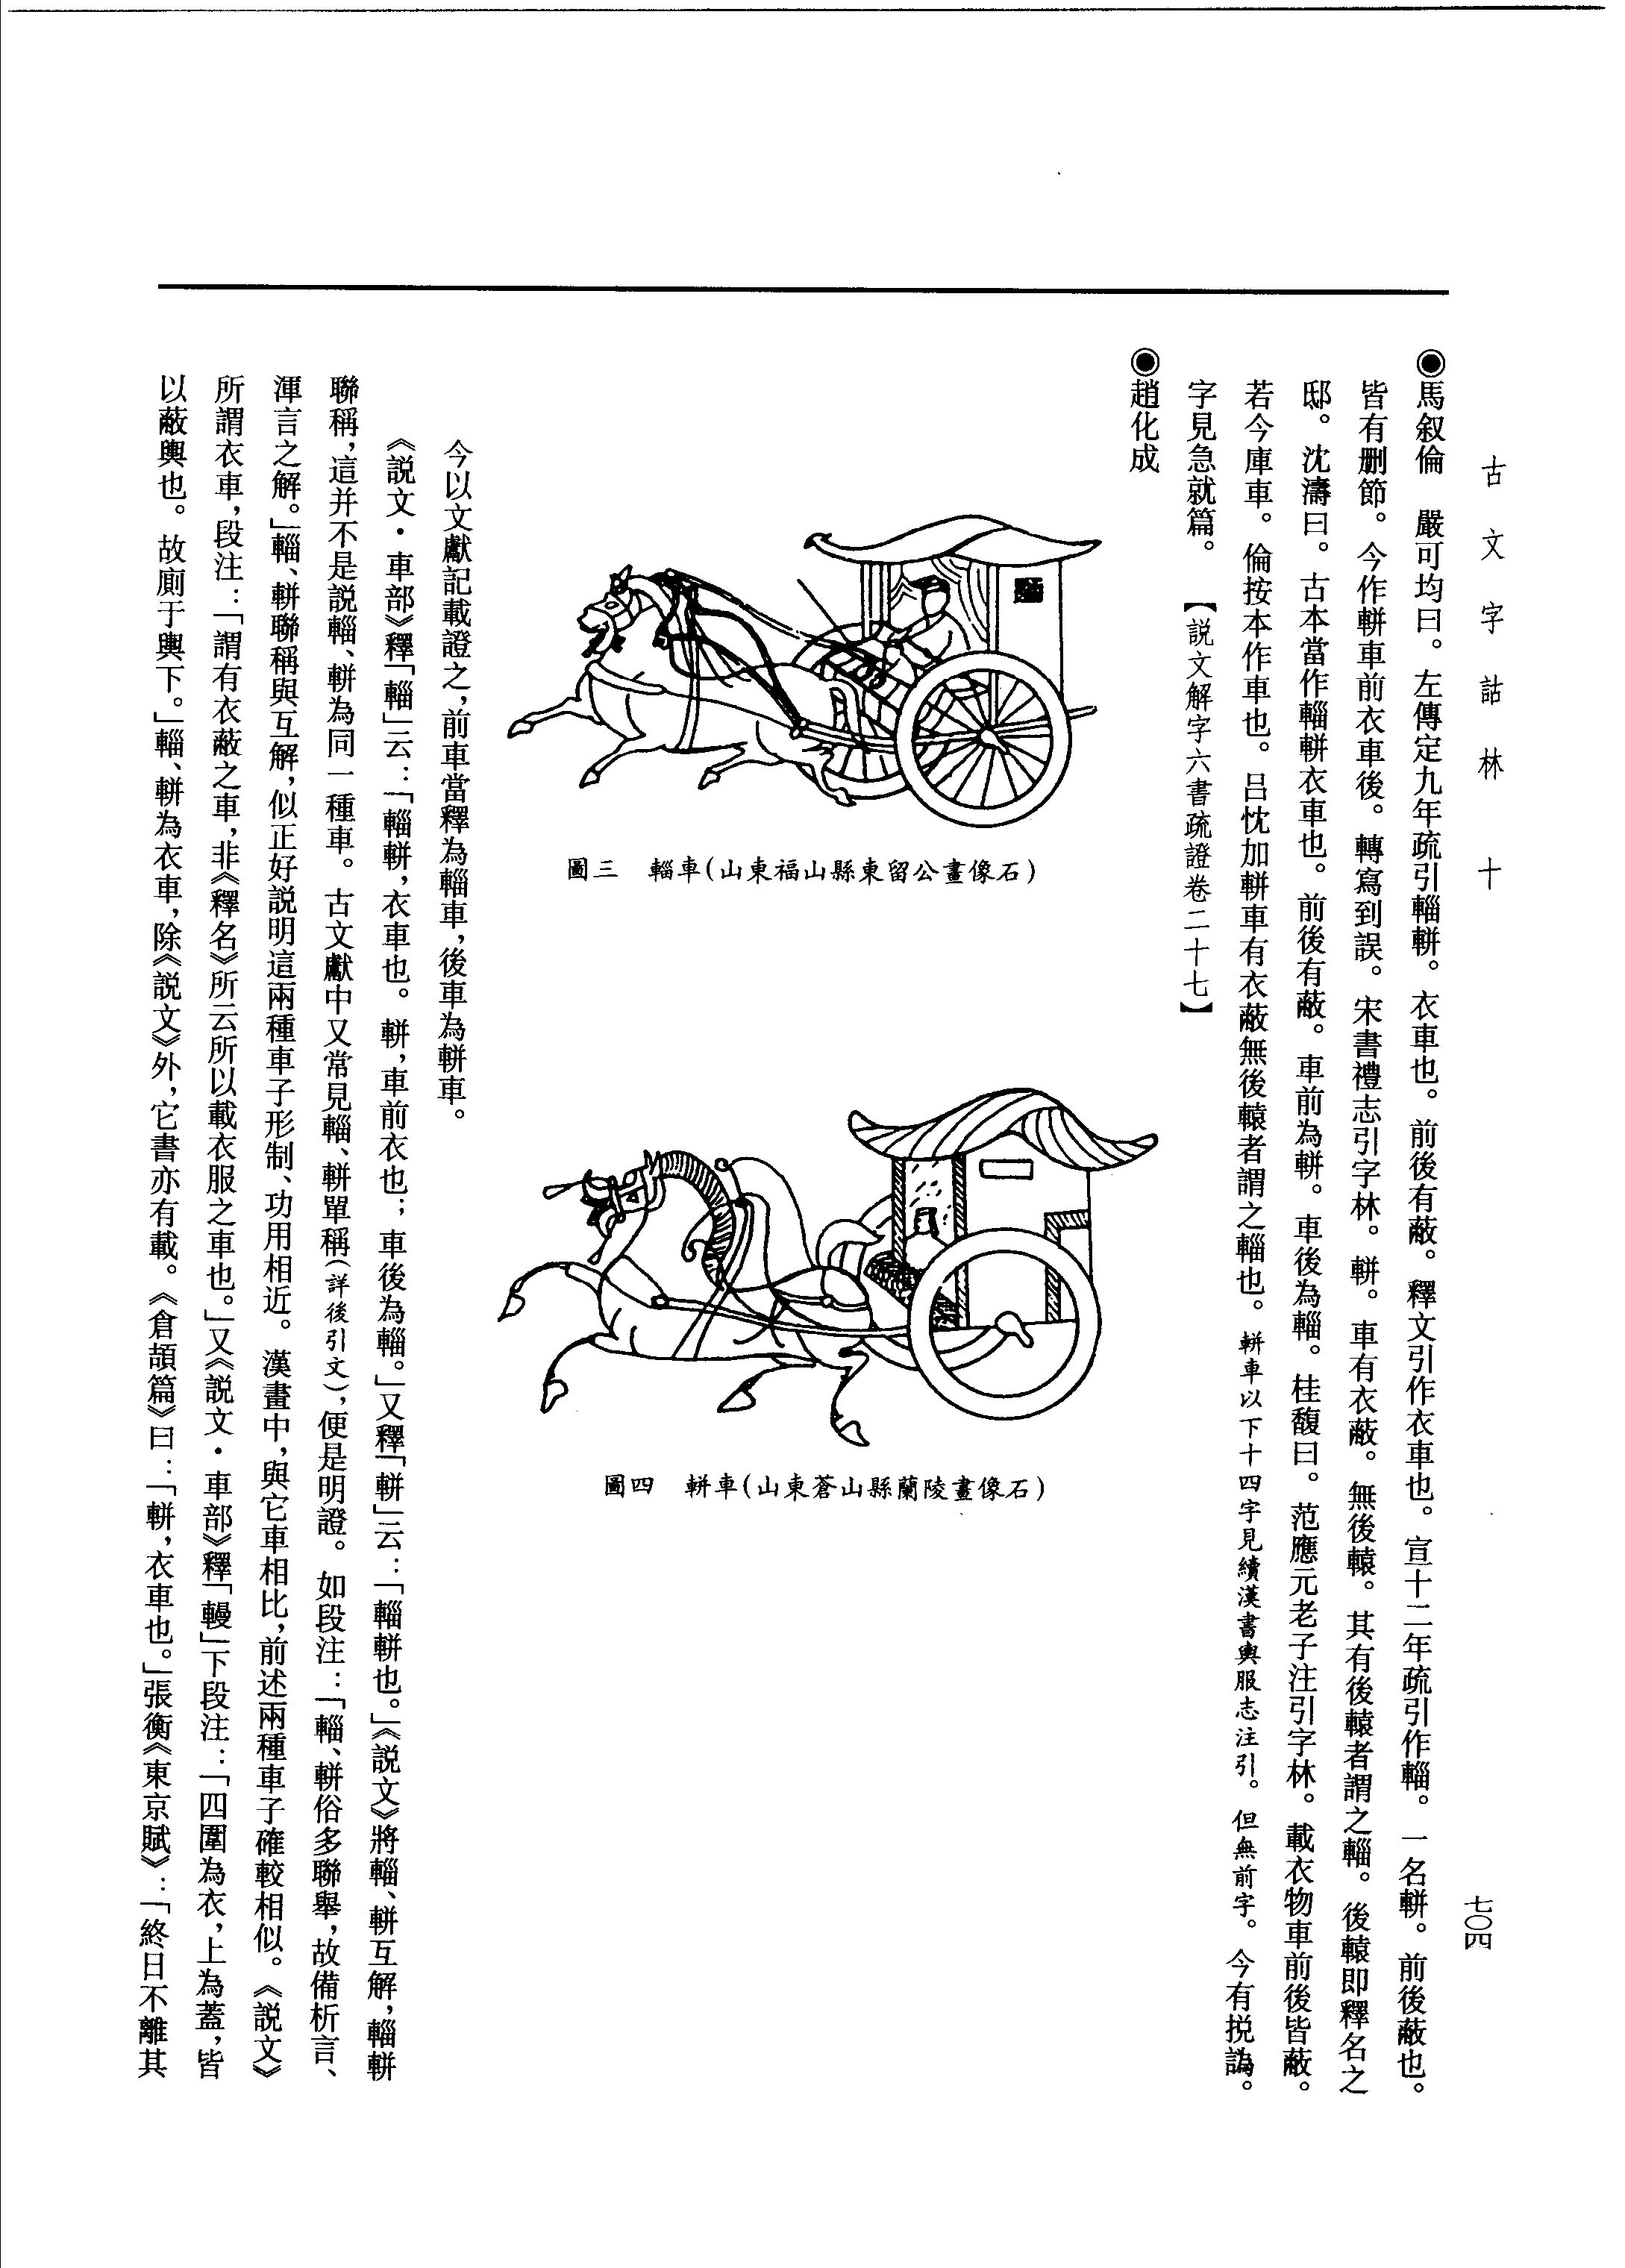 古文字詁林　十
七〇四
◉馬叙倫　嚴可均曰。左傳定九年疏引輜軿。衣車也。前後有蔽。釋文引作衣車也。宣十二年疏引作輜。一名軿。前後蔽也。
皆有删節。今作軿車前衣車後。轉寫到誤。宋書禮志引字林。軿。車有衣蔽。無後轅。其有後轅者謂之輜。後轅即釋名之
邸。沈濤曰。古本當作輜軿衣車也。前後有蔽。車前為軿。車後為輜。桂馥曰。范應元老子注引字林。載衣物車前後皆蔽。
若今庫車。倫按本作車也。吕忱加軿車有衣蔽無後轅者謂之輜也。軿車以下十四字見續漢書輿服志注引。但無前字。今有捝譌。
字見急就篇。　【説文解字六書疏證卷二十七】
◉趙化成
圖三　輜車(山東福山縣東留公畫像石)
圖四　軿車(山東蒼山縣蘭陵畫像石)
今以文獻記載證之，前車當釋為輜車，後車為軿車。
《説文·車部》釋「輜」云：「輜軿，衣車也。軿，車前衣也；車後為輜。」又釋「軿」云：「輜軿也。」《説文》將輜、軿互解，輜軿
聯稱，這并不是説輜、軿為同一種車。古文獻中又常見輜、軿單稱(詳後引文)，便是明證。如段注：「輜、軿俗多聯舉，故備析言、
渾言之解。」輜、軿聯稱與互解，似正好説明這兩種車子形制、功用相近。漢畫中，與它車相比，前述兩種車子確較相似。《説文》
所謂衣車，段注：「謂有衣蔽之車，非《釋名》所云所以載衣服之車也。」又《説文·車部》釋「輾」下段注：「四圍為衣，上為蓋，皆
以蔽輿也。故廁于輿下。」輜、軿為衣車，除《説文》外，它書亦有載。《倉頡篇》曰：「軿，衣車也。」張衡《東京賦》：「終日不離其